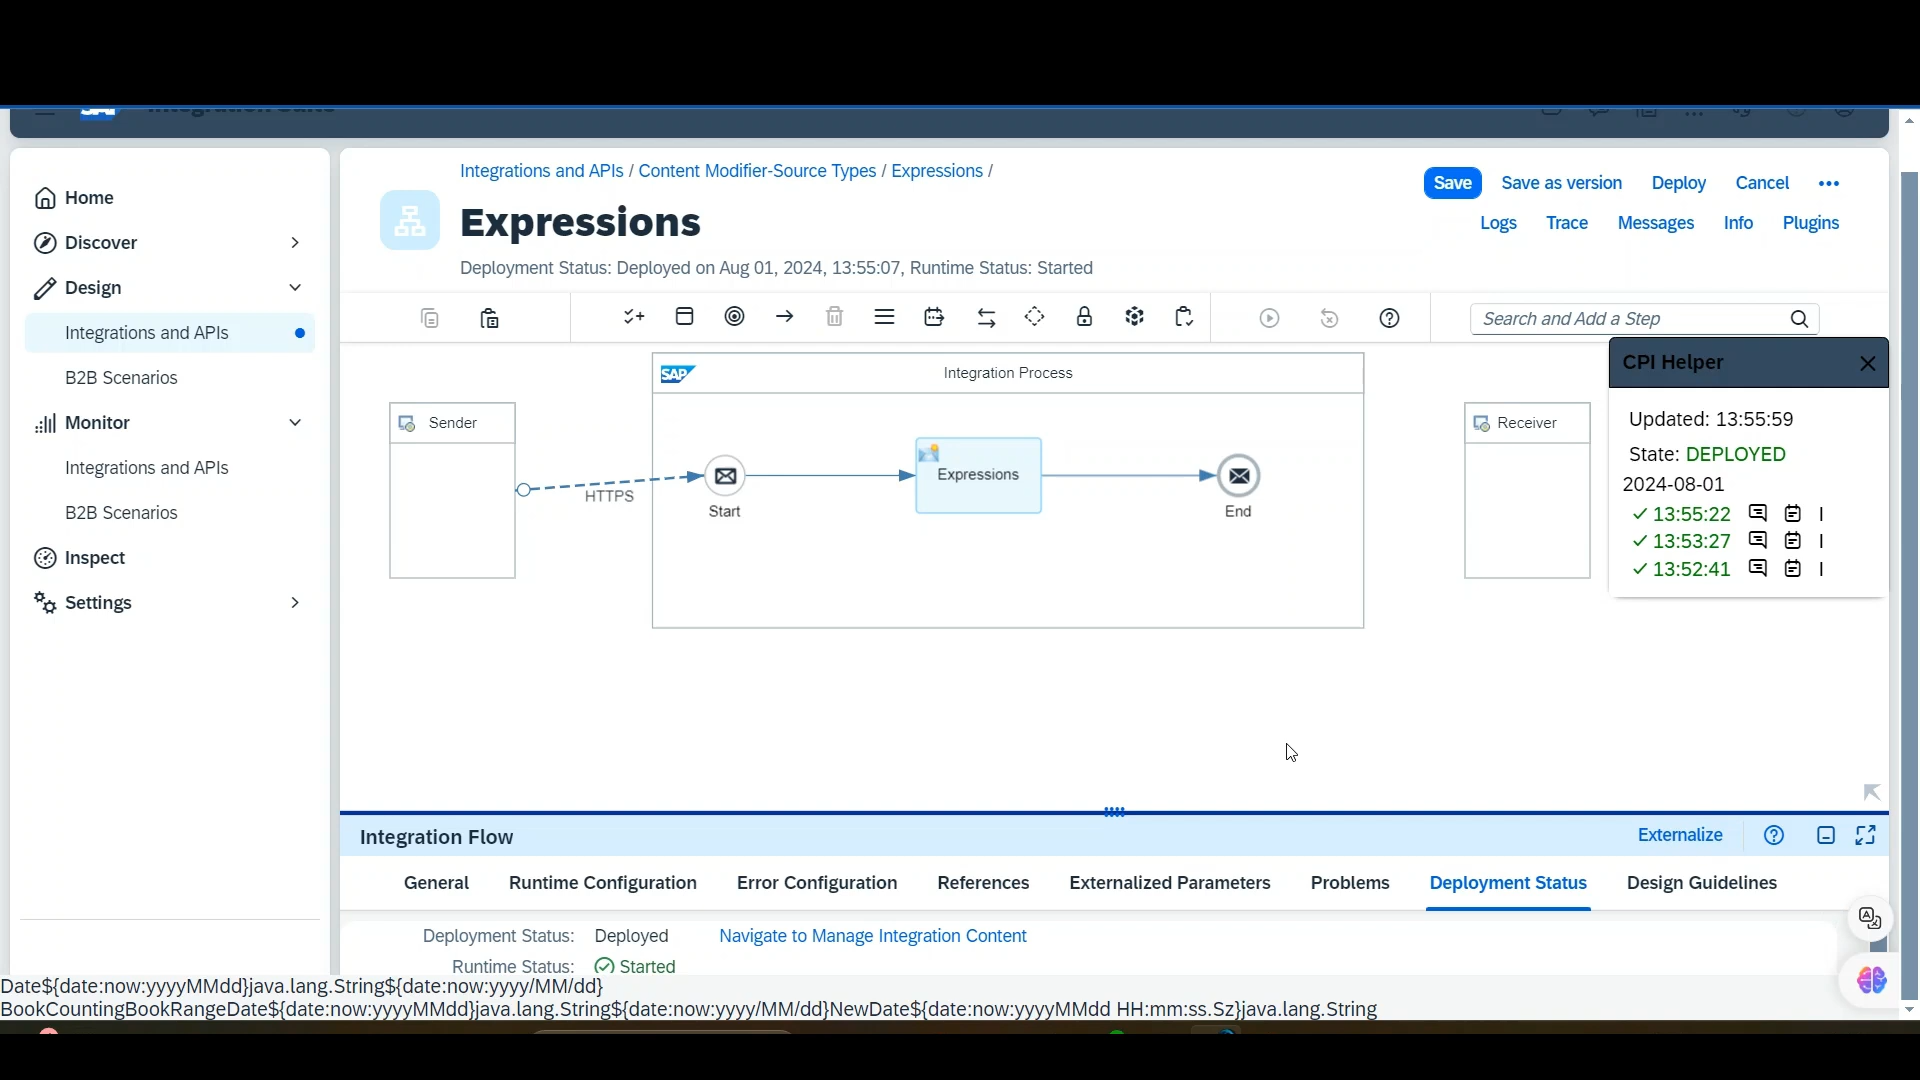 Integration Suite
Home
Discover
Design
Integrations and APIs
B2B Scenarios
Monitor
Integrations and APIs
B2B Scenarios
Inspect
Settings
Integrations and APIs / Content Modifier-Source Types / Expressions /
Expressions
Deployment Status: Deployed on Aug 01, 2024, 13:55:07, Runtime Status: Started
Save Save as version Deploy Cancel
Logs Trace Messages Info Plugins
Search and Add a Step
SAP Integration Process
Sender
HTTPS
Start
Expressions
End
Receiver
CPI Helper
Updated: 13:55:59
State: DEPLOYED
2024-08-01
13:55:22 I
13:53:27 I
13:52:41 I
Integration Flow
Externalize
General Runtime Configuration Error Configuration References Externalized Parameters Problems Deployment Status Design Guidelines
Deployment Status: Deployed Navigate to Manage Integration Content
Runtime Status: Started
Date${date:now:yyyyMMdd}java.lang.String${date:now:yyyy/MM/dd}
BookCountingBookRangeDate${date:now:yyyyMMdd}java.lang.String${date:now:yyyy/MM/dd}NewDate${date:now:yyyyMMdd HH:mm:ss.Sz}java.lang.String